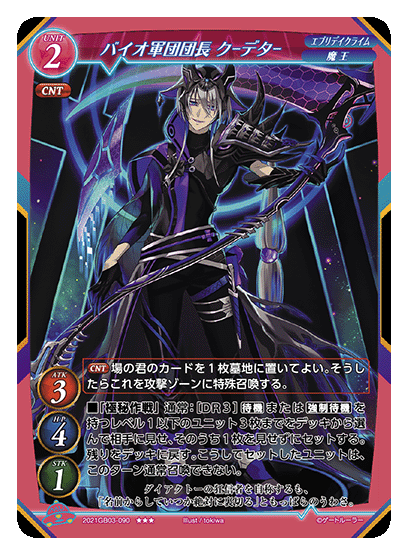 UNIT
2
バイオ軍団団長 クーデター
エブリデイクライム
魔王
CNT
CNT 場の君のカードを1枚墓地に置いてよい。そうし
たらこれを攻撃ゾーンに特殊召喚する。
ATK
3
■「極秘作戦」通常:[DR3] 待機 または 強制待機 を
持つレベル1以下のユニット3枚までをデッキから選
んで相手に見せ、そのうち1枚を見せずにセットする。
残りをデッキに戻す。こうしてセットしたユニットは、
このターン通常召喚できない。
H.P
4
STK
1
ダイアクトーの狂信者を自称するも、
“名前からしていつか絶対に裏切る”ともっぱらのうわさ。
2021GB03-090 ★★★ Illust / tokiwa ©ゲートルーラー